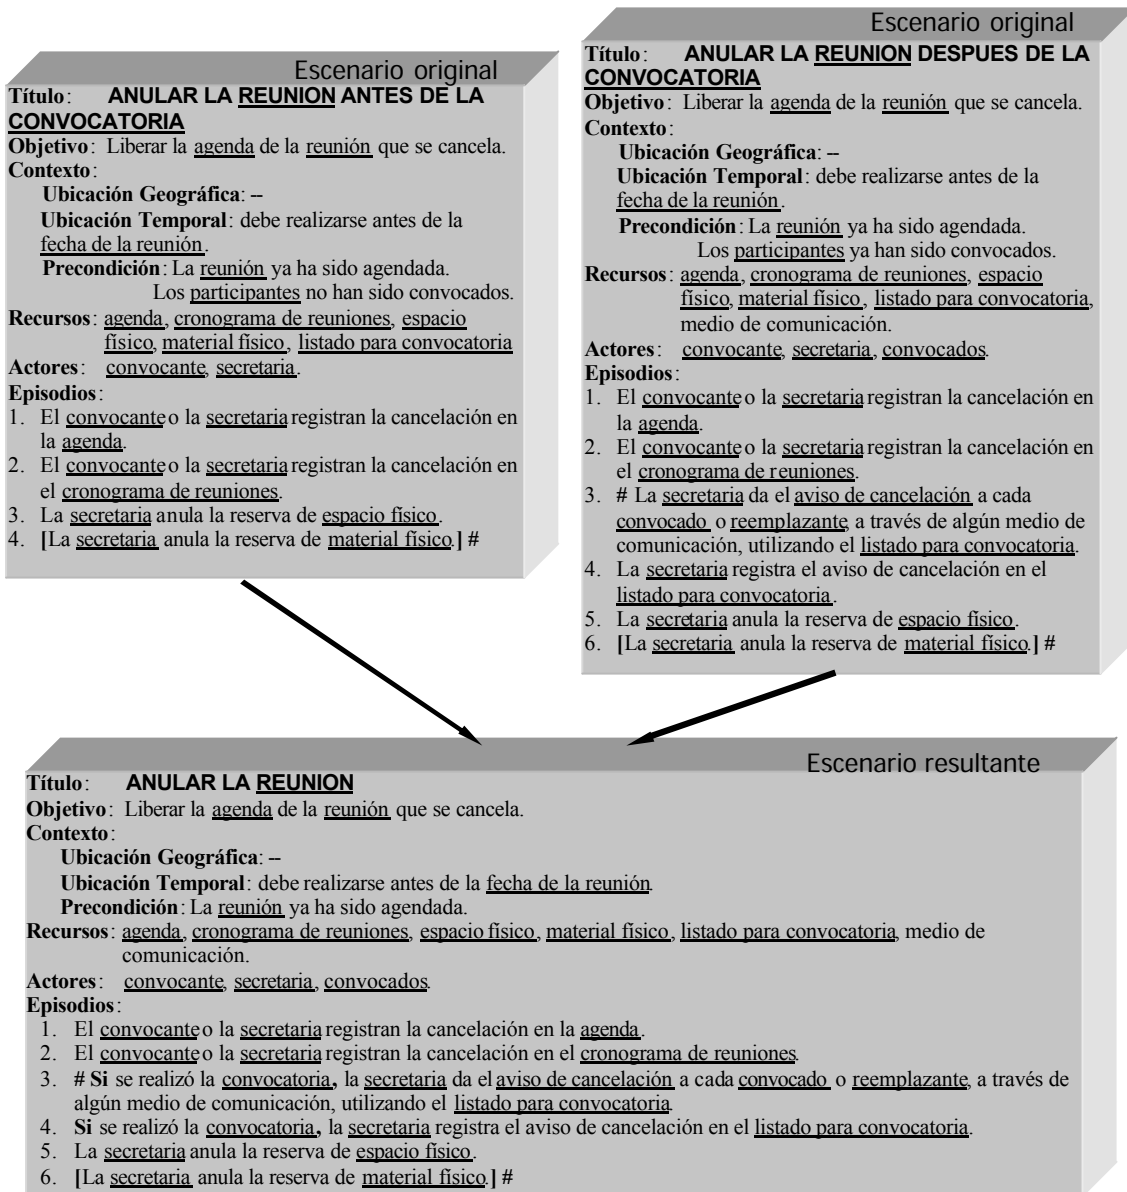 Escenario original
Título: ANULAR LA REUNION ANTES DE LA
CONVOCATORIA
Objetivo: Liberar la agenda de la reunión que se cancela.
Contexto:
Ubicación Geográfica: --
Ubicación Temporal: debe realizarse antes de la
fecha de la reunión.
Precondición: La reunión ya ha sido agendada.
Los participantes no han sido convocados.
Recursos: agenda, cronograma de reuniones, espacio
físico, material físico, listado para convocatoria
Actores: convocante, secretaria.
Episodios:
1. El convocante o la secretaria registran la cancelación en
la agenda.
2. El convocante o la secretaria registran la cancelación en
el cronograma de reuniones.
3. La secretaria anula la reserva de espacio físico.
4. [La secretaria anula la reserva de material físico.] #
Escenario original
Título: ANULAR LA REUNION DESPUES DE LA
CONVOCATORIA
Objetivo: Liberar la agenda de la reunión que se cancela.
Contexto:
Ubicación Geográfica: --
Ubicación Temporal: debe realizarse antes de la
fecha de la reunión.
Precondición: La reunión ya ha sido agendada.
Los participantes ya han sido convocados.
Recursos: agenda, cronograma de reuniones, espacio
físico, material físico, listado para convocatoria,
medio de comunicación.
Actores: convocante, secretaria, convocados.
Episodios:
1. El convocante o la secretaria registran la cancelación en
la agenda.
2. El convocante o la secretaria registran la cancelación en
el cronograma de reuniones.
3. # La secretaria da el aviso de cancelación a cada
convocado o reemplazante, a través de algún medio de
comunicación, utilizando el listado para convocatoria.
4. La secretaria registra el aviso de cancelación en el
listado para convocatoria.
5. La secretaria anula la reserva de espacio físico.
6. [La secretaria anula la reserva de material físico.] #
Escenario resultante
Título: ANULAR LA REUNION
Objetivo: Liberar la agenda de la reunión que se cancela.
Contexto:
Ubicación Geográfica: --
Ubicación Temporal: debe realizarse antes de la fecha de la reunión.
Precondición: La reunión ya ha sido agendada.
Recursos: agenda, cronograma de reuniones, espacio físico, material físico, listado para convocatoria, medio de
comunicación.
Actores: convocante, secretaria, convocados.
Episodios:
1. El convocante o la secretaria registran la cancelación en la agenda.
2. El convocante o la secretaria registran la cancelación en el cronograma de reuniones.
3. # Si se realizó la convocatoria, la secretaria da el aviso de cancelación a cada convocado o reemplazante, a través de
algún medio de comunicación, utilizando el listado para convocatoria.
4. Si se realizó la convocatoria, la secretaria registra el aviso de cancelación en el listado para convocatoria.
5. La secretaria anula la reserva de espacio físico.
6. [La secretaria anula la reserva de material físico.] #